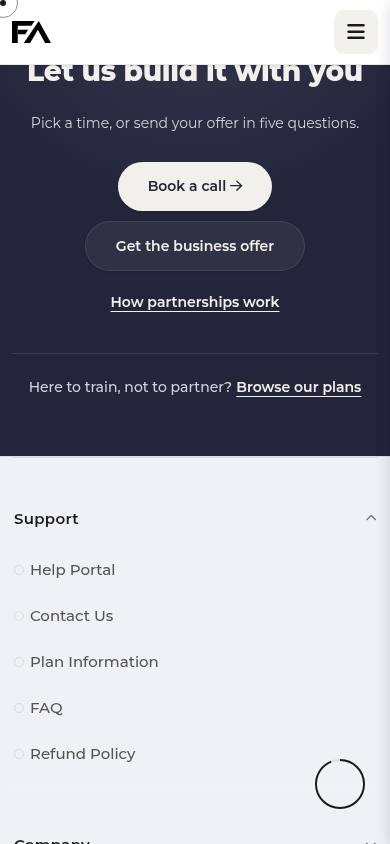 FA
Let us build it with you
Pick a time, or send your offer in five questions.
Book a call →
Get the business offer
How partnerships work
Here to train, not to partner? Browse our plans
Support
Help Portal
Contact Us
Plan Information
FAQ
Refund Policy
Company